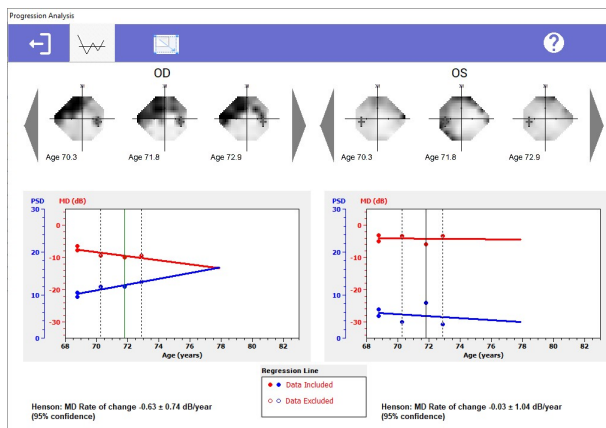 Progression Analysis
?
OD
OS
Age 70.3
Age 71.8
Age 72.9
Age 70.3
Age 71.8
Age 72.9
PSD
MD (dB)
30
20
10
0
0
-10
-20
-30
68
70
72
74
76
78
80
82
Age (years)
PSD
MD (dB)
30
20
10
0
0
-10
-20
-30
68
70
72
74
76
78
80
82
Age (years)
Regression Line
Data Included
Data Excluded
Henson: MD Rate of change -0.63 ± 0.74 dB/year
(95% confidence)
Henson: MD Rate of change -0.03 ± 1.04 dB/year
(95% confidence)